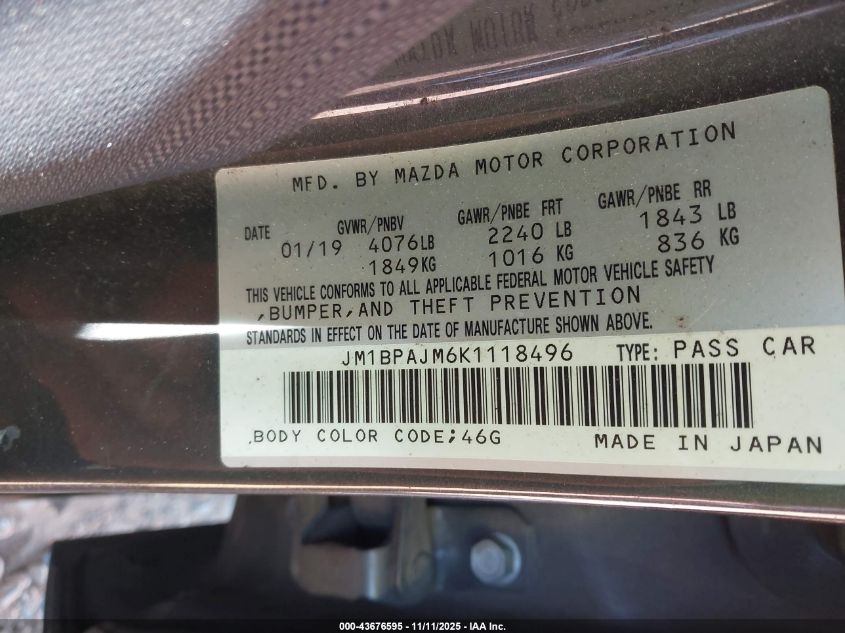 MFD. BY MAZDA MOTOR CORPORATION
DATE GVWR/PNBV GAWR/PNBE FRT GAWR/PNBE RR
01/19 4076LB 2240 LB 1843 LB
1849KG 1016 KG 836 KG
THIS VEHICLE CONFORMS TO ALL APPLICABLE FEDERAL MOTOR VEHICLE SAFETY
,BUMPER,AND THEFT PREVENTION
STANDARDS IN EFFECT ON THE DATE OF MANUFACTURE SHOWN ABOVE.
JM1BPAJM6K1118496 TYPE: PASS CAR
BODY COLOR CODE;46G MADE IN JAPAN
000-43676595 - 11/11/2025 - IAA Inc.